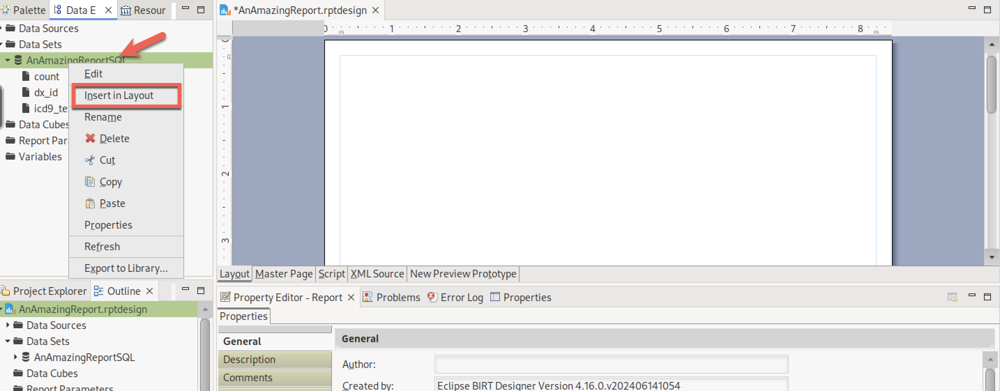 Palette
Data E
Resour
*AnAmazingReport.rptdesign
Data Sources
Data Sets
AnAmazingReportSQL
count
dx_id
icd9_te
Data Cubes
Report Par
Variables
Edit
Insert in Layout
Rename
Delete
Cut
Copy
Paste
Properties
Refresh
Export to Library...
0 1 2 3 4 5 6 7 8
0
1
2
3
Layout
Master Page
Script
XML Source
New Preview Prototype
Project Explorer
Outline
AnAmazingReport.rptdesign
Data Sources
Data Sets
AnAmazingReportSQL
Data Cubes
Report Parameters
Property Editor - Report
Problems
Error Log
Properties
Properties
General
Description
Comments
General
Author:
Created by:
Eclipse BIRT Designer Version 4.16.0.v202406141054